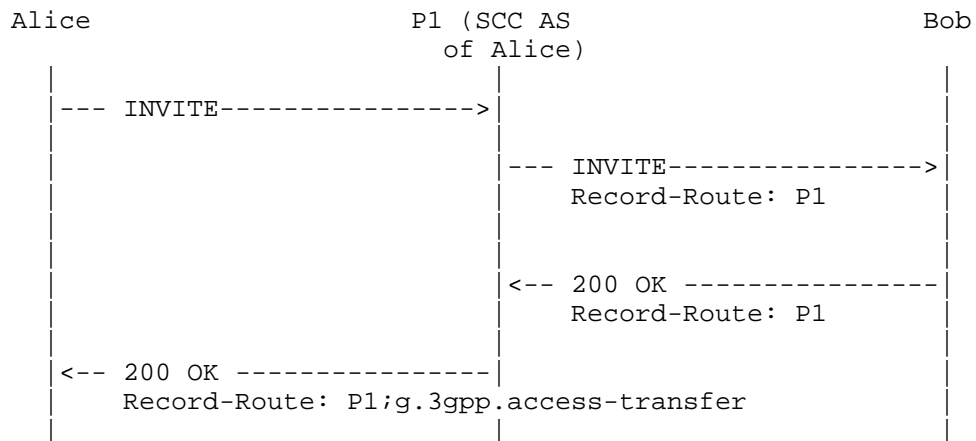 Alice P1 (SCC AS Bob
of Alice)
|--- INVITE---------------->|
|--- INVITE---------------->|
Record-Route: P1
|<-- 200 OK ----------------|
Record-Route: P1
|<-- 200 OK ----------------|
Record-Route: P1;g.3gpp.access-transfer